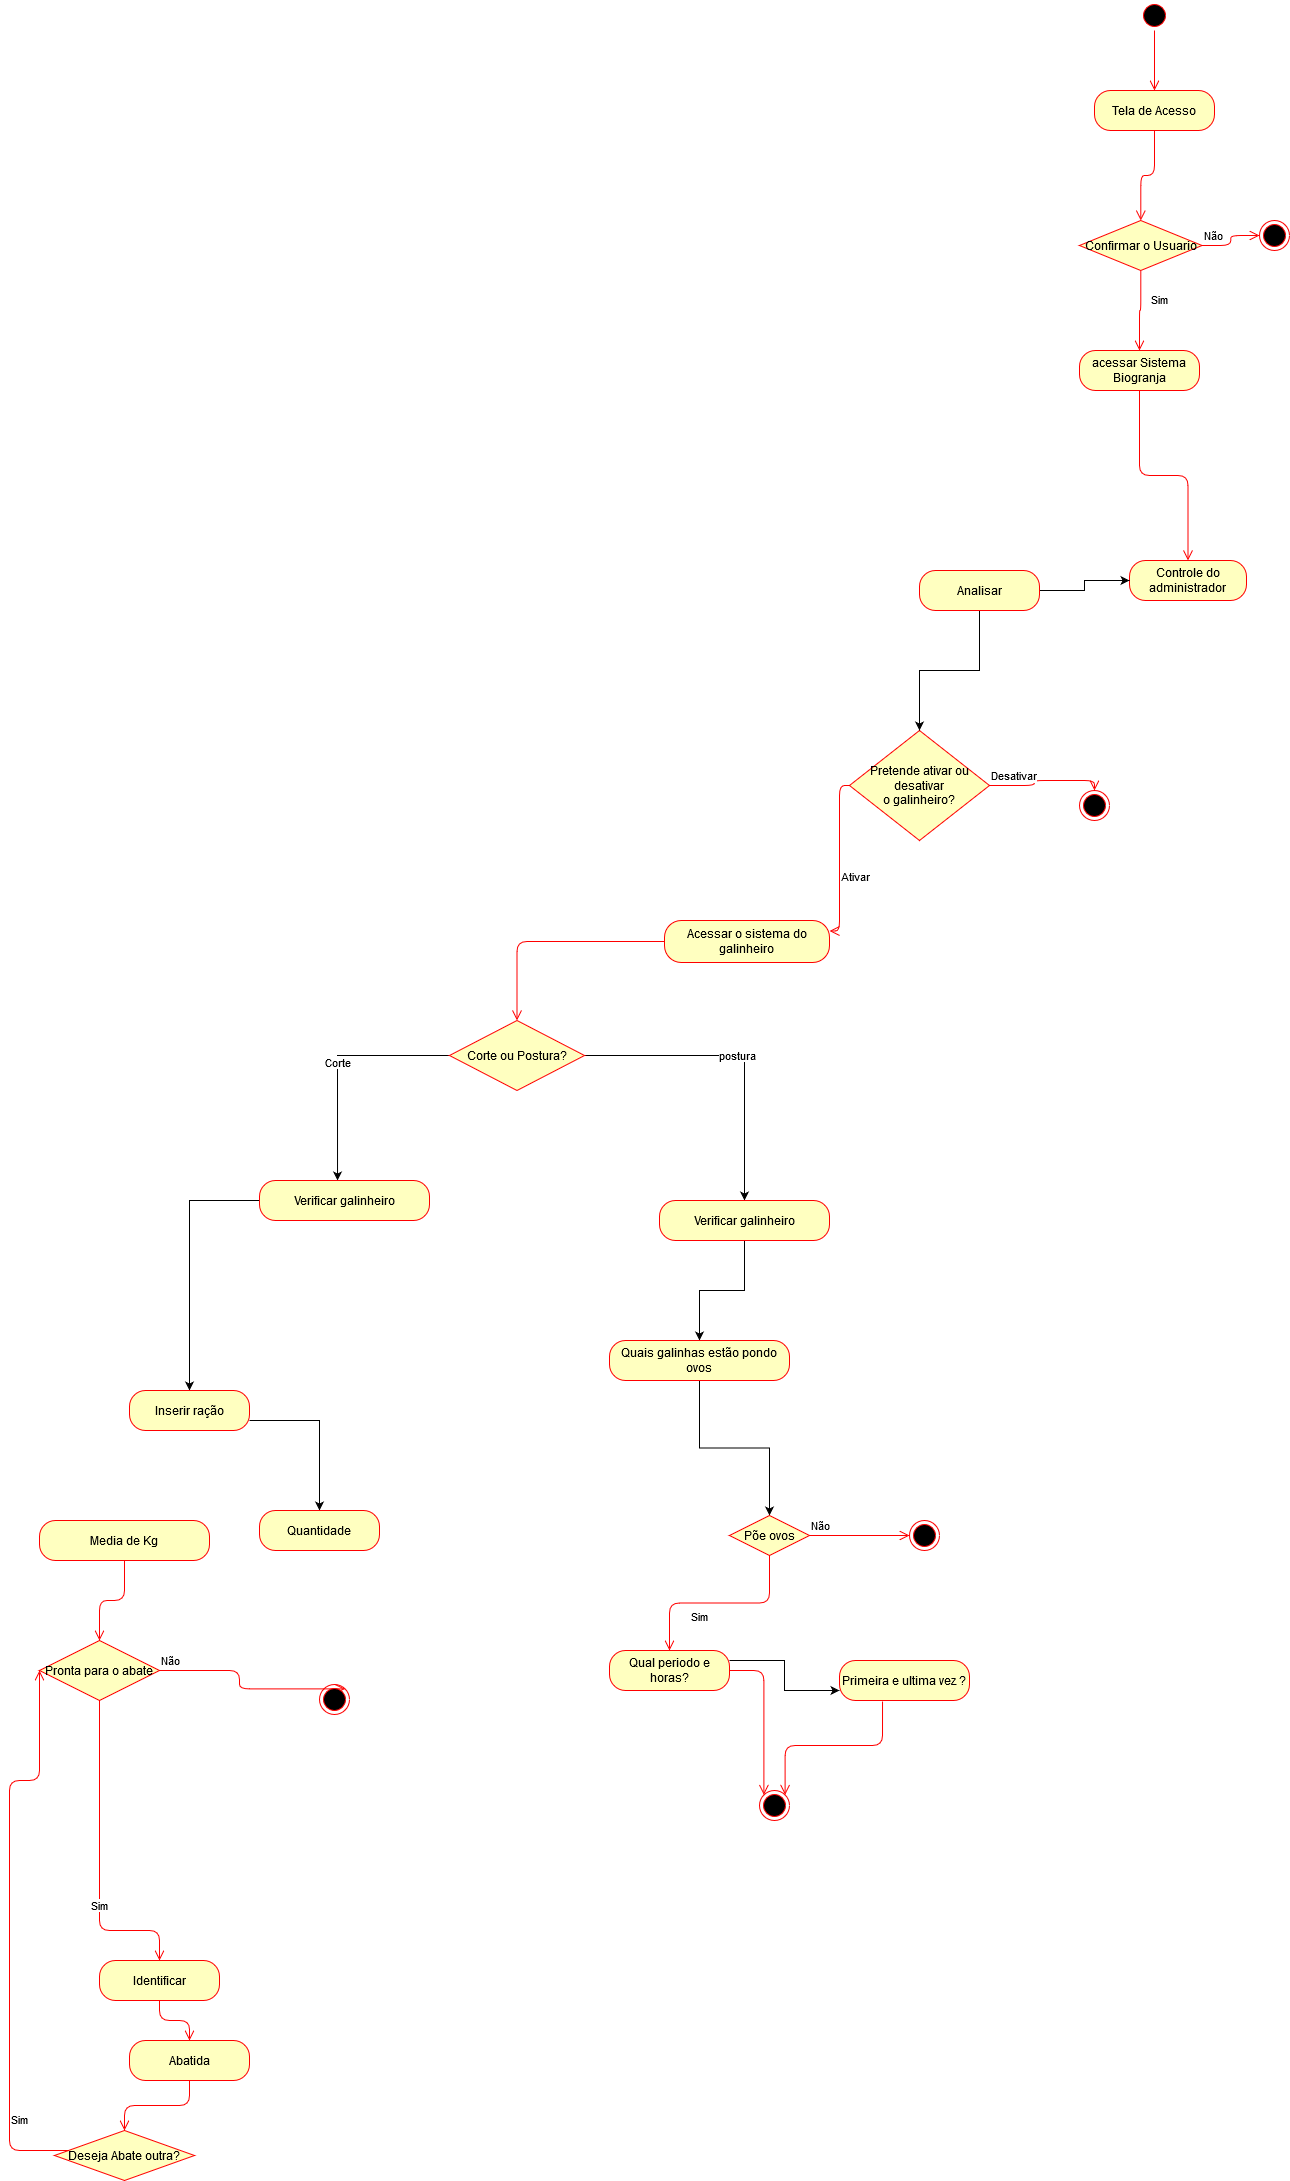 Tela de Acesso
Confirmar o Usuario
Não
Sim
acessar Sistema
Biogranja
Controle do
administrador
Analisar
Pretende ativar ou
desativar
o galinheiro?
Desativar
Ativar
Acessar o sistema do
galinheiro
Corte ou Postura?
Corte
postura
Verificar galinheiro
Verificar galinheiro
Quais galinhas estão pondo
ovos
Inserir ração
Quantidade
Media de Kg
Põe ovos
Não
Sim
Pronta para o abate
Não
Qual periodo e
horas?
Primeira e ultima vez ?
Sim
Identificar
Abatida
Sim
Deseja Abate outra?